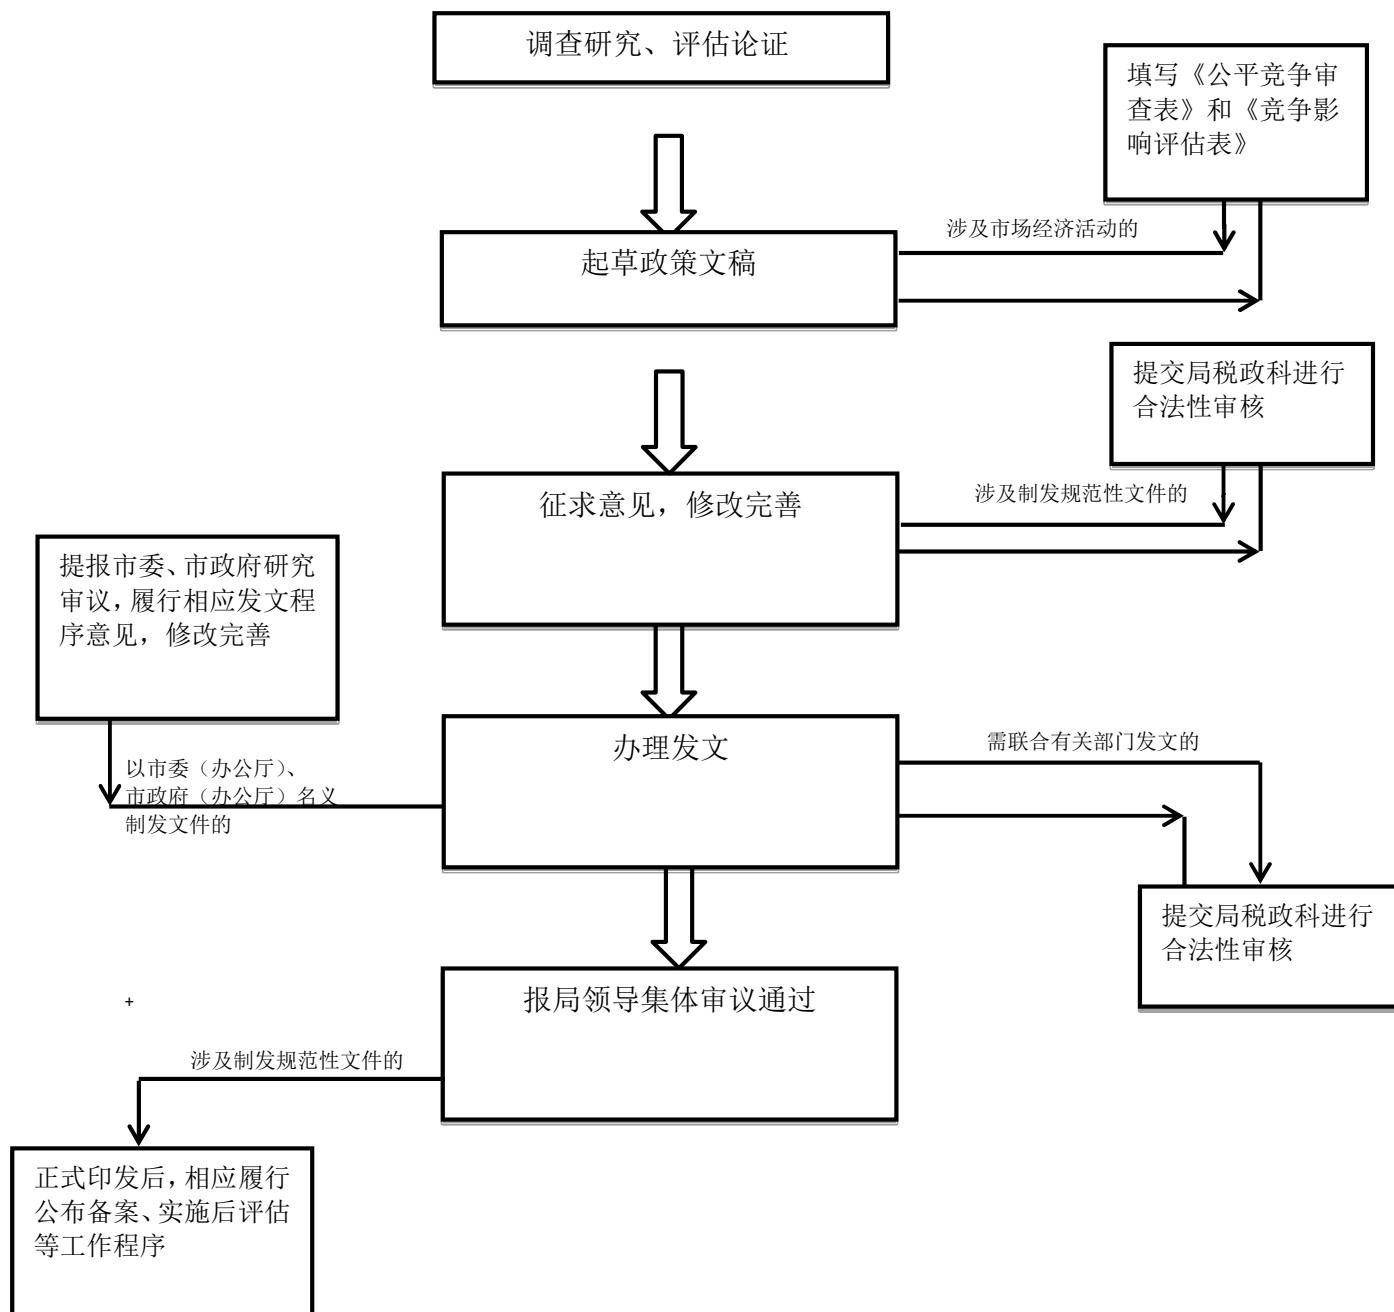 调查研究、评估论证
填写《公平竞争审
查表》和《竞争影
响评估表》
涉及市场经济活动的
起草政策文稿
提交局税政科进行
合法性审核
涉及制发规范性文件的
征求意见，修改完善
提报市委、市政府研究
审议，履行相应发文程
序意见，修改完善
办理发文
需联合有关部门发文的
以市委（办公厅）、
市政府（办公厅）名义
制发文件的
提交局税政科进行
合法性审核
报局领导集体审议通过
+
涉及制发规范性文件的
正式印发后，相应履行
公布备案、实施后评估
等工作程序